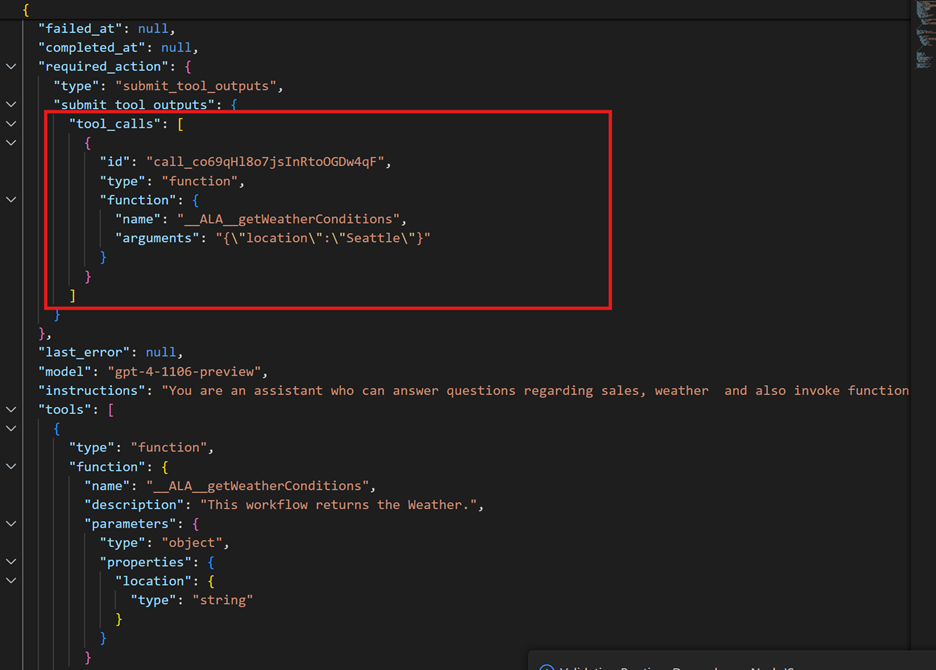 {
"failed_at": null,
"completed_at": null,
"required_action": {
"type": "submit_tool_outputs",
"submit_tool_outputs": {
"tool_calls": [
{
"id": "call_co69qHl8o7jsInRtoOGDw4qF",
"type": "function",
"function": {
"name": "__ALA__getWeatherConditions",
"arguments": "{\"location\":\"Seattle\"}"
}
}
]
}
},
"last_error": null,
"model": "gpt-4-1106-preview",
"instructions": "You are an assistant who can answer questions regarding sales, weather  and also invoke function
"tools": [
{
"type": "function",
"function": {
"name": "__ALA__getWeatherConditions",
"description": "This workflow returns the Weather.",
"parameters": {
"type": "object",
"properties": {
"location": {
"type": "string"
}
}
}